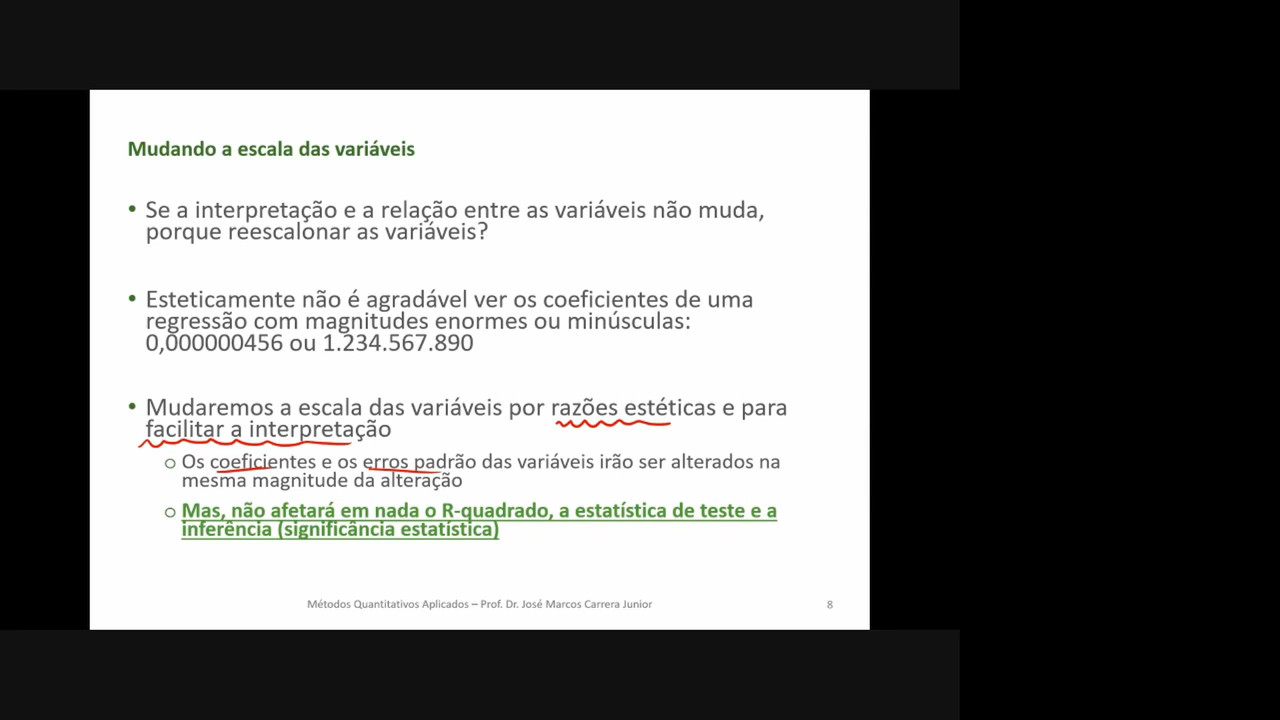 Mudando a escala das variáveis
• Se a interpretação e a relação entre as variáveis não muda,
porque reescalonar as variáveis?
• Esteticamente não é agradável ver os coeficientes de uma
regressão com magnitudes enormes ou minúsculas:
0,000000456 ou 1.234.567.890
• Mudaremos a escala das variáveis por razões estéticas e para
facilitar a interpretação
o Os coeficientes e os erros padrão das variáveis irão ser alterados na
mesma magnitude da alteração
o Mas, não afetará em nada o R-quadrado, a estatística de teste e a
inferência (significância estatística)
Métodos Quantitativos Aplicados – Prof. Dr. José Marcos Carrera Junior
8